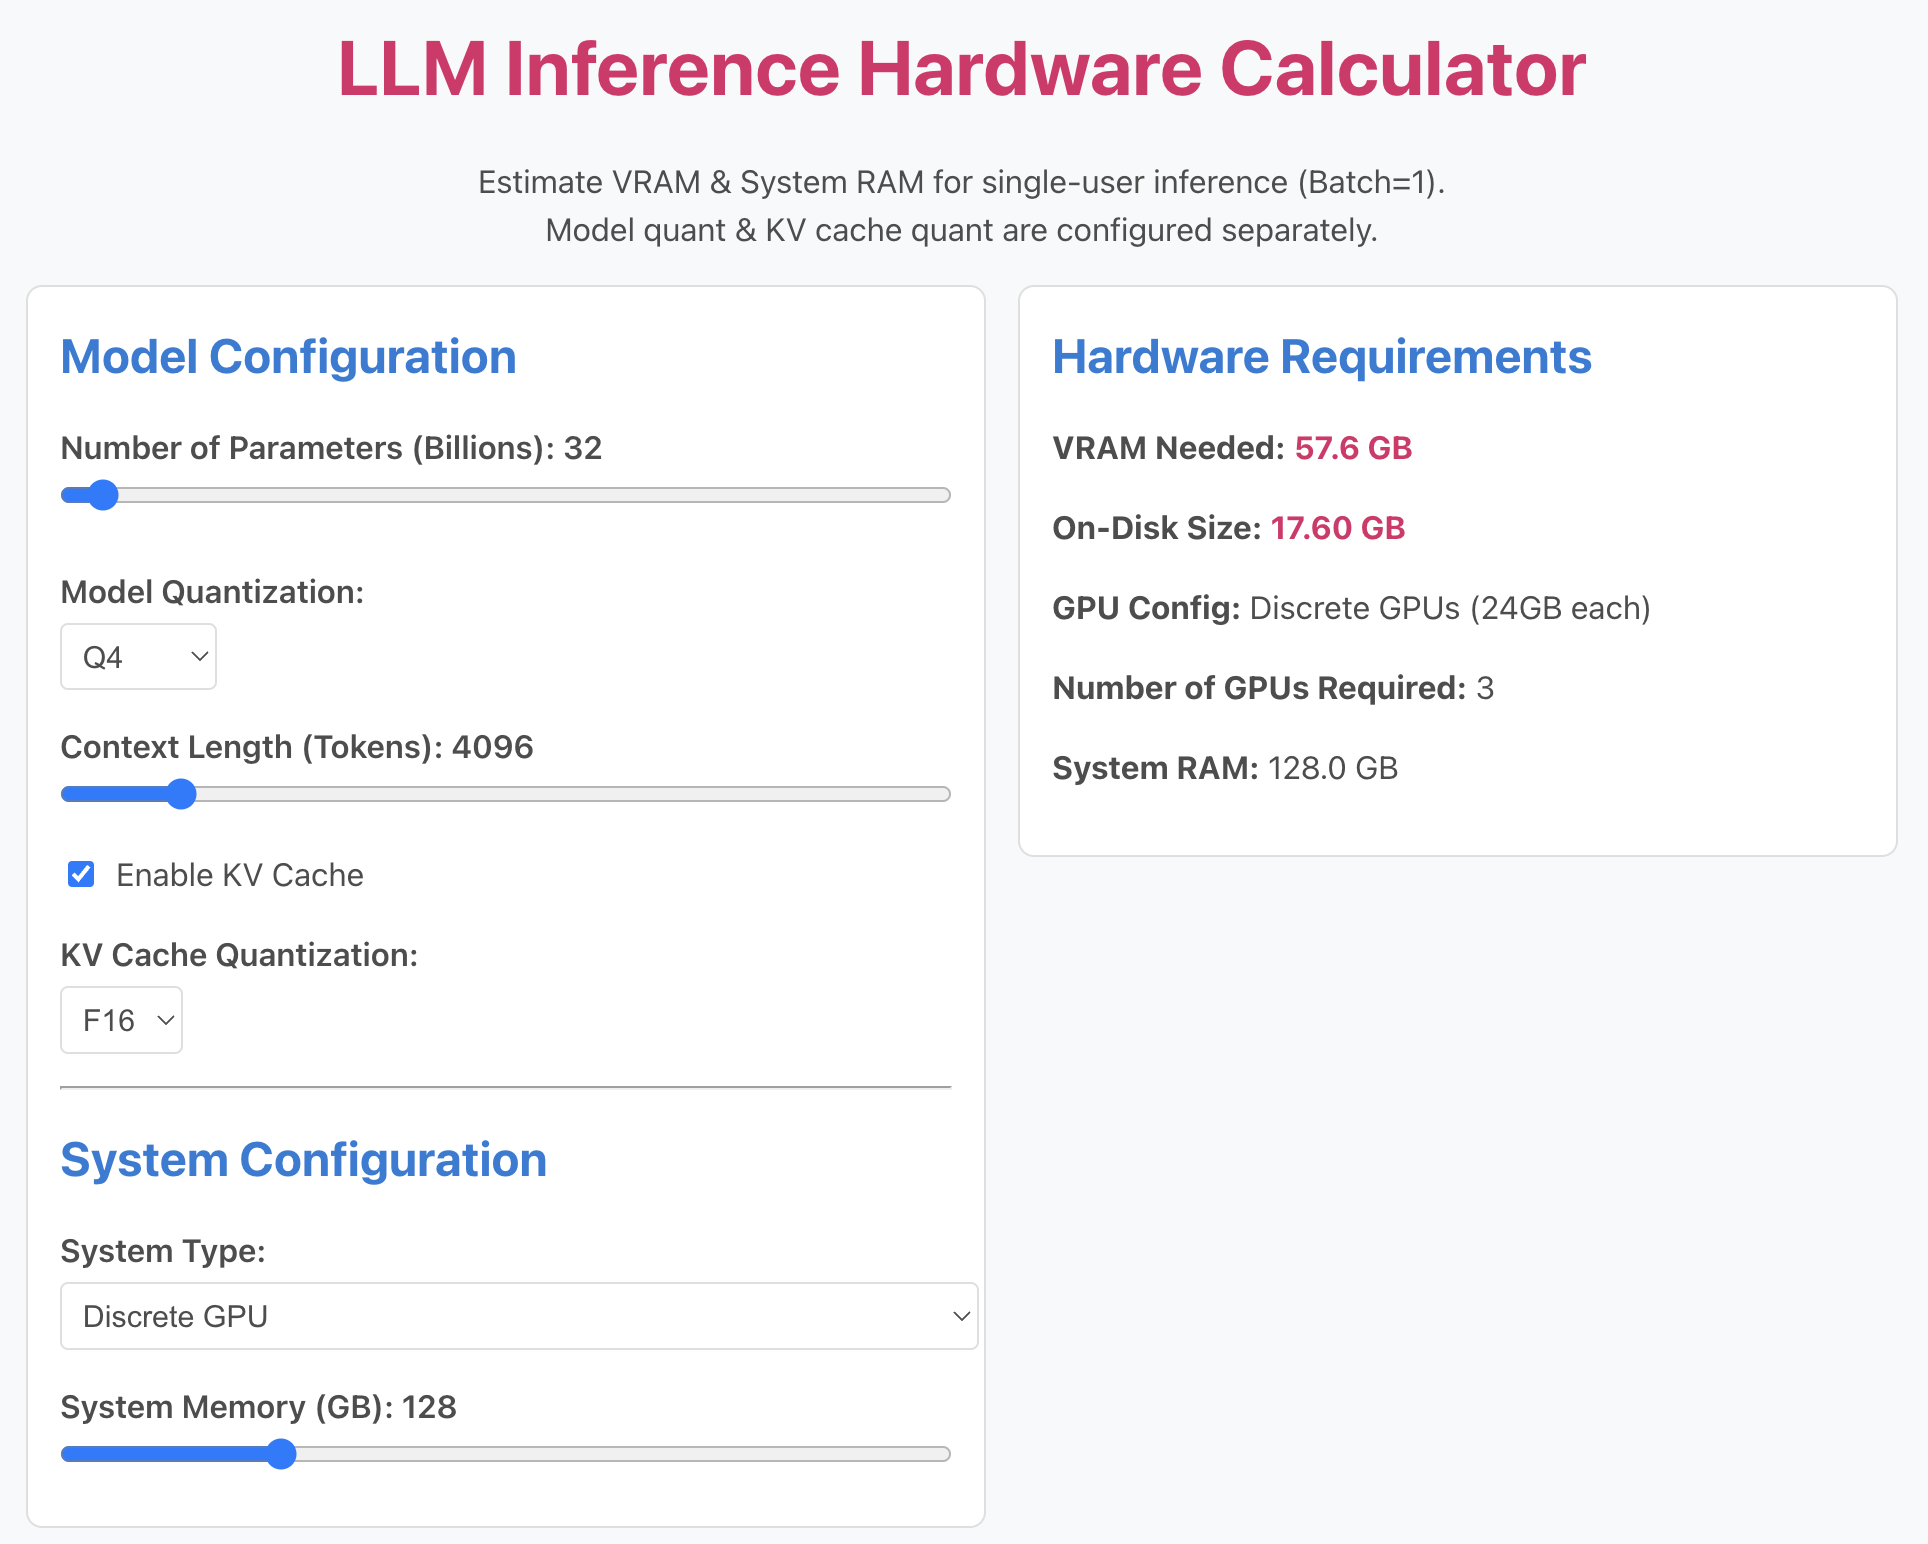 LLM Inference Hardware Calculator
Estimate VRAM & System RAM for single-user inference (Batch=1).
Model quant & KV cache quant are configured separately.
Model Configuration
Number of Parameters (Billions): 32
Model Quantization:
Q4
Context Length (Tokens): 4096
Enable KV Cache
KV Cache Quantization:
F16
System Configuration
System Type:
Discrete GPU
System Memory (GB): 128
Hardware Requirements
VRAM Needed: 57.6 GB
On-Disk Size: 17.60 GB
GPU Config: Discrete GPUs (24GB each)
Number of GPUs Required: 3
System RAM: 128.0 GB